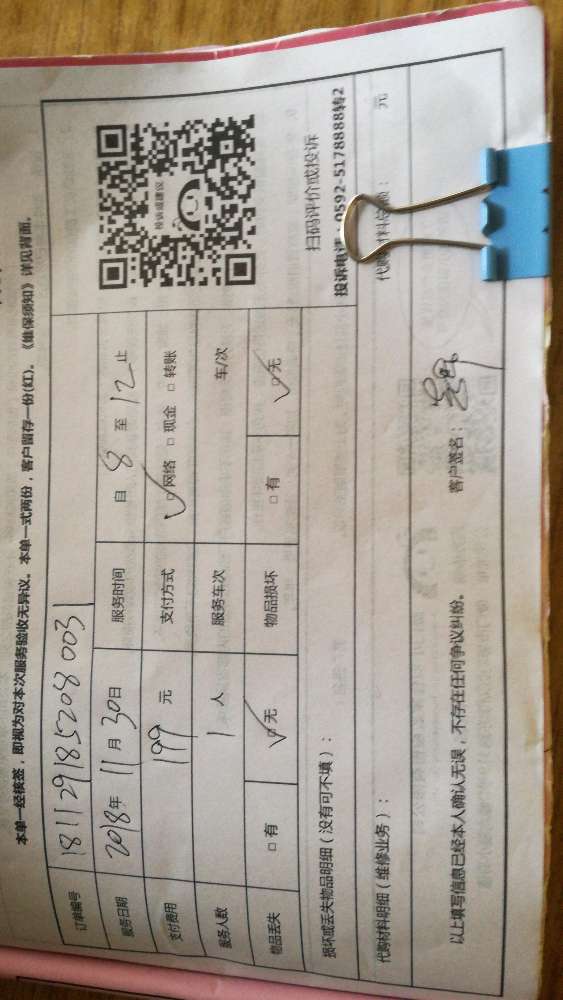 本单一经核签，即视为对本次服务验收无异议。本单一式两份，客户留存一份(红)。《维保须知》详见背面。
订单编号 181129185208 0031
服务日期 2018年 11月 30日 服务时间 自 8 至 12 止
支付费用 199 元 支付方式 ☑网络 □ 现金 □ 转账
服务人数 1 人 服务车次 车/次
物品丢失 □ 有 ☑无 物品损坏 □ 有 ☑无
投诉或建议
扫码评价或投诉
投诉电 0592-5178888转2
损坏或丢失物品明细（没有可不填）：
代购材料明细（维修业务）： 代购材料 ： 元
以上填写信息已经本人确认无误，不存在任何争议纠纷。 客户签名：